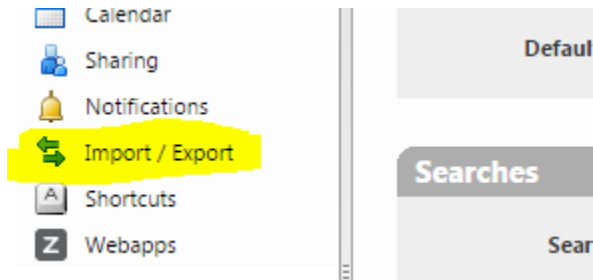 Calendar
Sharing
Notifications
Import / Export
A Shortcuts
Z Webapps
Defaul
Searches
Sear